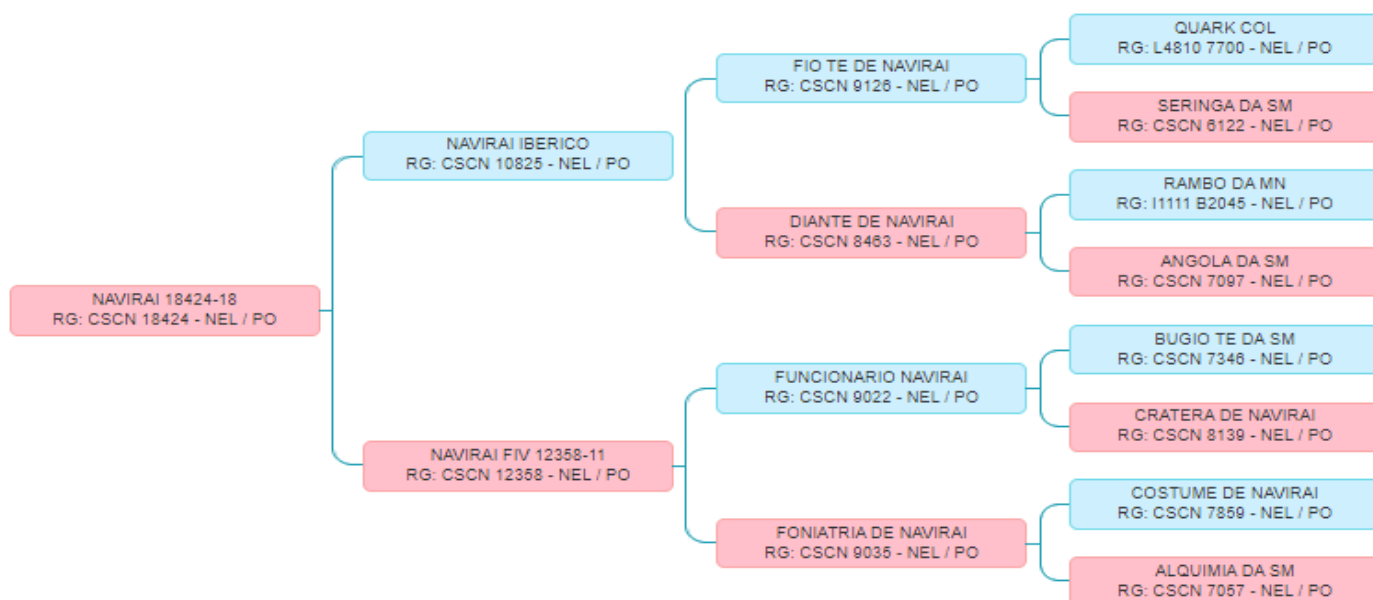 QUARK COL
RG: L4810 7700 - NEL / PO
FIO TE DE NAVIRAI
RG: CSCN 9126 - NEL / PO
SERINGA DA SM
RG: CSCN 6122 - NEL / PO
NAVIRAI IBERICO
RG: CSCN 10825 - NEL / PO
RAMBO DA MN
RG: I1111 B2045 - NEL / PO
DIANTE DE NAVIRAI
RG: CSCN 8463 - NEL / PO
ANGOLA DA SM
RG: CSCN 7097 - NEL / PO
NAVIRAI 18424-18
RG: CSCN 18424 - NEL / PO
BUGIO TE DA SM
RG: CSCN 7346 - NEL / PO
FUNCIONARIO NAVIRAI
RG: CSCN 9022 - NEL / PO
CRATERA DE NAVIRAI
RG: CSCN 8139 - NEL / PO
NAVIRAI FIV 12358-11
RG: CSCN 12358 - NEL / PO
COSTUME DE NAVIRAI
RG: CSCN 7859 - NEL / PO
FONIATRIA DE NAVIRAI
RG: CSCN 9035 - NEL / PO
ALQUIMIA DA SM
RG: CSCN 7057 - NEL / PO